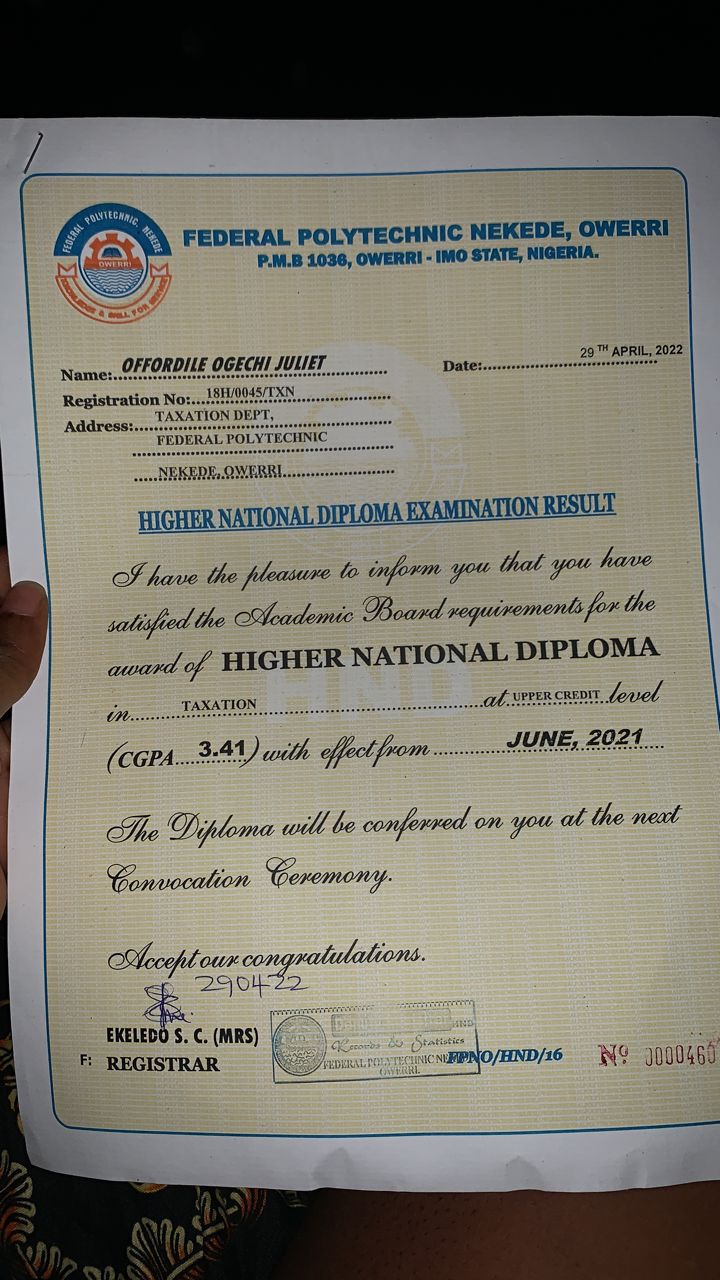 FEDERAL POLYTECHNIC NEKEDE, OWERRI
P.M.B 1036, OWERRI - IMO STATE, NIGERIA.
FEDERAL POLYTECHNIC, NEKEDE
OWERRI
Name:OFFORDILE OGECHI JULIET
Date:29TH APRIL, 2022
Registration No:18H/0045/TXN
Address:TAXATION DEPT,
FEDERAL POLYTECHNIC
NEKEDE, OWERRI
HIGHER NATIONAL DIPLOMA EXAMINATION RESULT
I have the pleasure to inform you that you have
satisfied the Academic Board requirements for the
award of HIGHER NATIONAL DIPLOMA
in TAXATION at UPPER CREDIT level
(CGPA 3.41) with effect from JUNE, 2021
The Diploma will be conferred on you at the next
Convocation Ceremony.
Accept our congratulations.
290422
EKELEDO S. C. (MRS)
F: REGISTRAR
Records & Statistics
FEDERAL POLYTECHNIC
OWERRI
/HND/16
No 0000460
HND